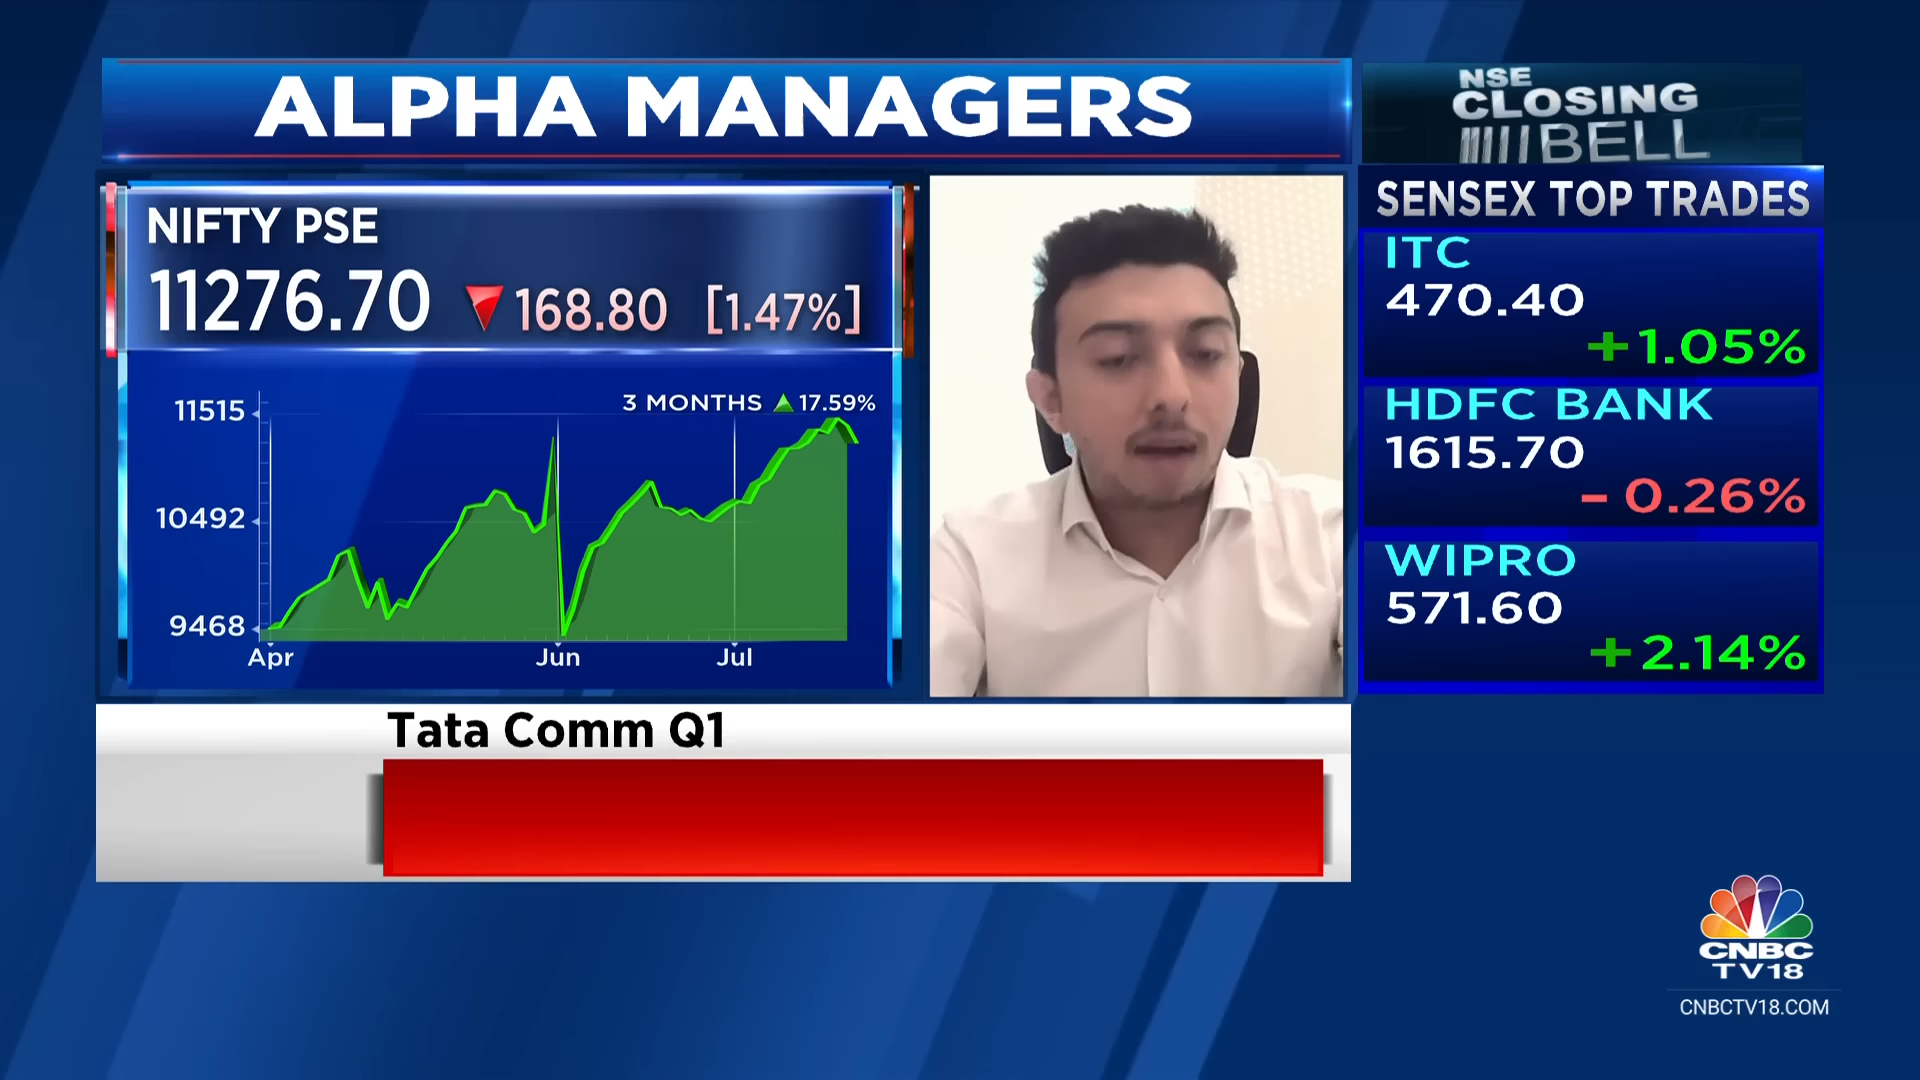 ALPHA MANAGERS
NSE
CLOSING
BELL
NIFTY PSE
11276.70 ▼168.80 [1.47%]
3 MONTHS ▲17.59%
11515
10492
9468
Apr Jun Jul
SENSEX TOP TRADES
ITC
470.40
+1.05%
HDFC BANK
1615.70
- 0.26%
WIPRO
571.60
+2.14%
Tata Comm Q1
CNBC
TV18
CNBCTV18.COM